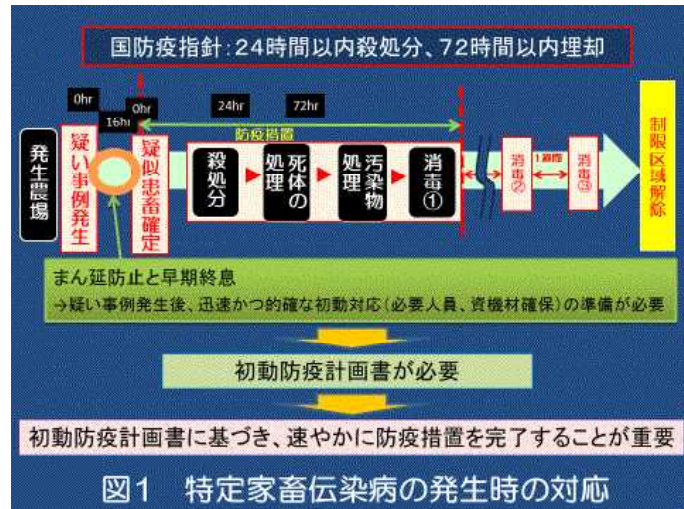 国防疫指針:24時間以内殺処分、72時間以内埋却
0hr
16hr
0hr
24hr
72hr
防疫措置
発生農場
疑い事例発生
疑似患畜確定
殺処分
死体の処理
汚染物処理
消毒①
消毒②
1週間
消毒③
制限区域解除
まん延防止と早期終息
→疑い事例発生後、迅速かつ的確な初動対応(必要人員、資機材確保)の準備が必要
初動防疫計画書が必要
初動防疫計画書に基づき、速やかに防疫措置を完了することが重要
図1 特定家畜伝染病の発生時の対応